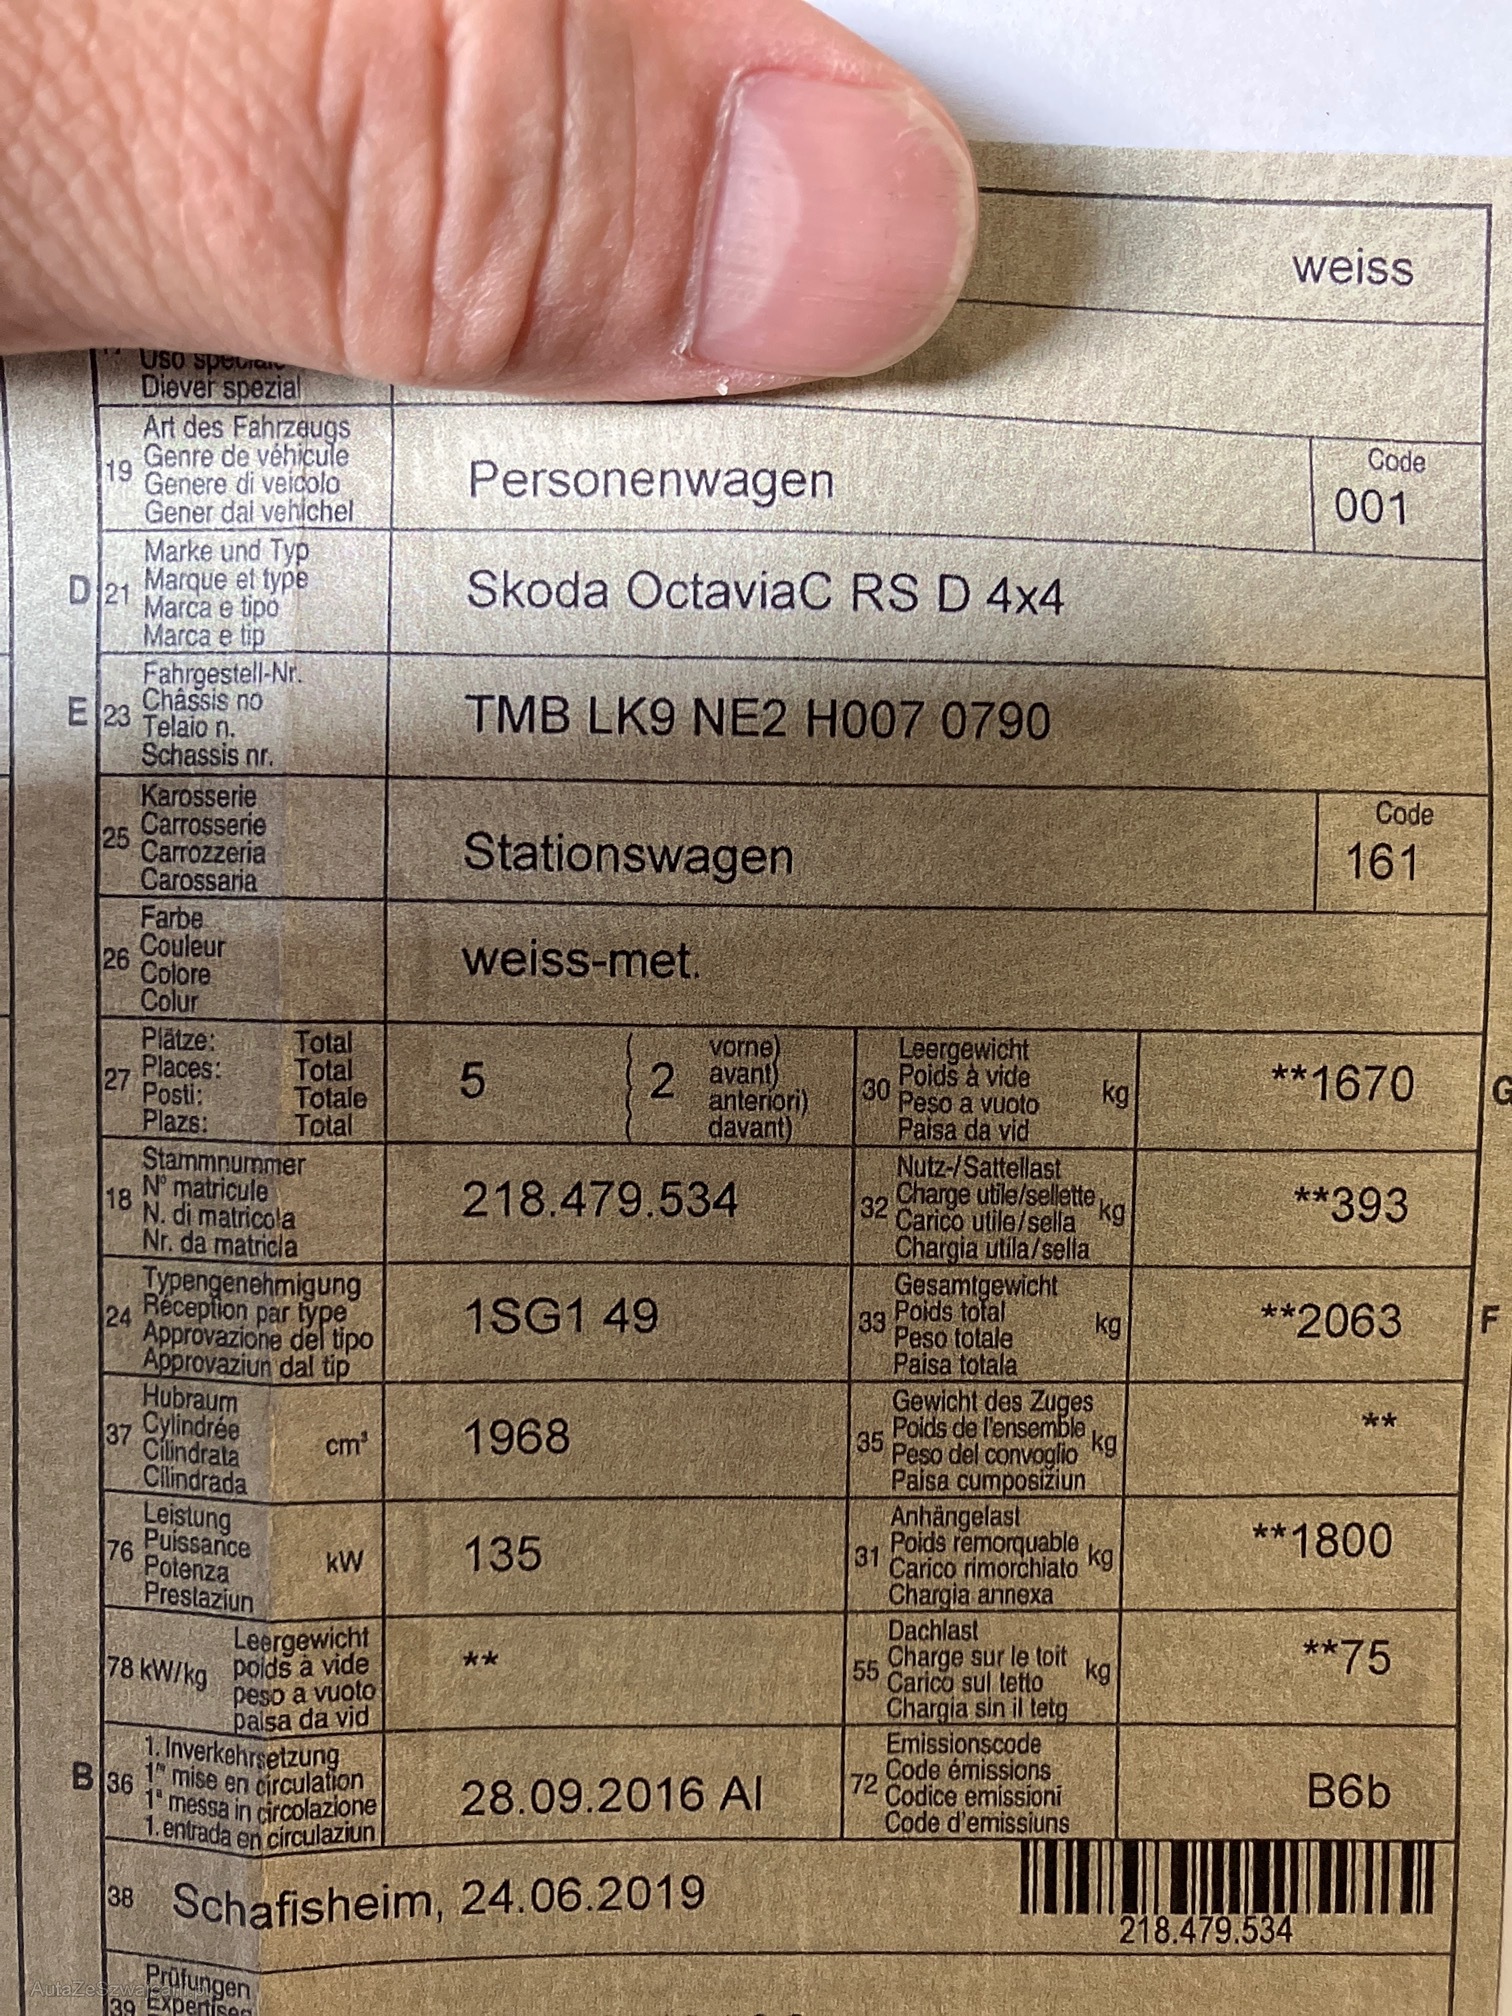 weiss
Diever spezial
Art des Fahrzeugs
19 Genre de véhicule
Genere di veicolo
Gener dal vehichel
Personenwagen
Code
001
Marke und Typ
D 21 Marque et type
Marca e tipo
Marca e tip
Skoda OctaviaC RS D 4x4
Fahrgestell-Nr.
E 23 Châssis no
Telaio n.
Schassis nr.
TMB LK9 NE2 H007 0790
Karosserie
25 Carrosserie
Carrozzeria
Carossaria
Stationswagen
Code
161
Farbe
26 Couleur
Colore
Colur
weiss-met.
Plätze: Total
27 Places: Total
Posti: Totale
Plazs: Total
5 2
vorne)
avant)
anteriori)
davant)
Leergewicht
30 Poids à vide kg
Peso a vuoto
Paisa da vid
**1670 G
Stammnummer
18 N° matricule
N. di matricola
Nr. da matricla
218.479.534
Nutz-/Sattellast
32 Charge utile/sellette kg
Carico utile/sella
Chargia utila/sella
**393
Typengenehmigung
24 Réception par type
Approvazione del tipo
Approvaziun dal tip
1SG1 49
Gesamtgewicht
33 Poids total kg
Peso totale
Paisa totala
**2063 F
Hubraum
37 Cylindrée cm³
Cilindrata
Cilindrada
1968
Gewicht des Zuges
35 Poids de l'ensemble kg
Peso del convoglio
Paisa cumposiziun
**
Leistung
76 Puissance kW
Potenza
Prestaziun
135
Anhängelast
31 Poids remorquable kg
Carico rimorchiato
Chargia annexa
**1800
Leergewicht
78 kW/kg poids à vide
peso a vuoto
paisa da vid
**
Dachlast
55 Charge sur le toit kg
Carico sul tetto
Chargia sin il tetg
**75
1. Inverkehrsetzung
B 36 1re mise en circulation
1a messa in circolazione
1. entrada en circulaziun
28.09.2016 AI
Emissionscode
72 Code émissions
Codice emissioni
Code d'emissiuns
B6b
38 Schafisheim, 24.06.2019
218.479.534
Prüfungen
39 Expertises